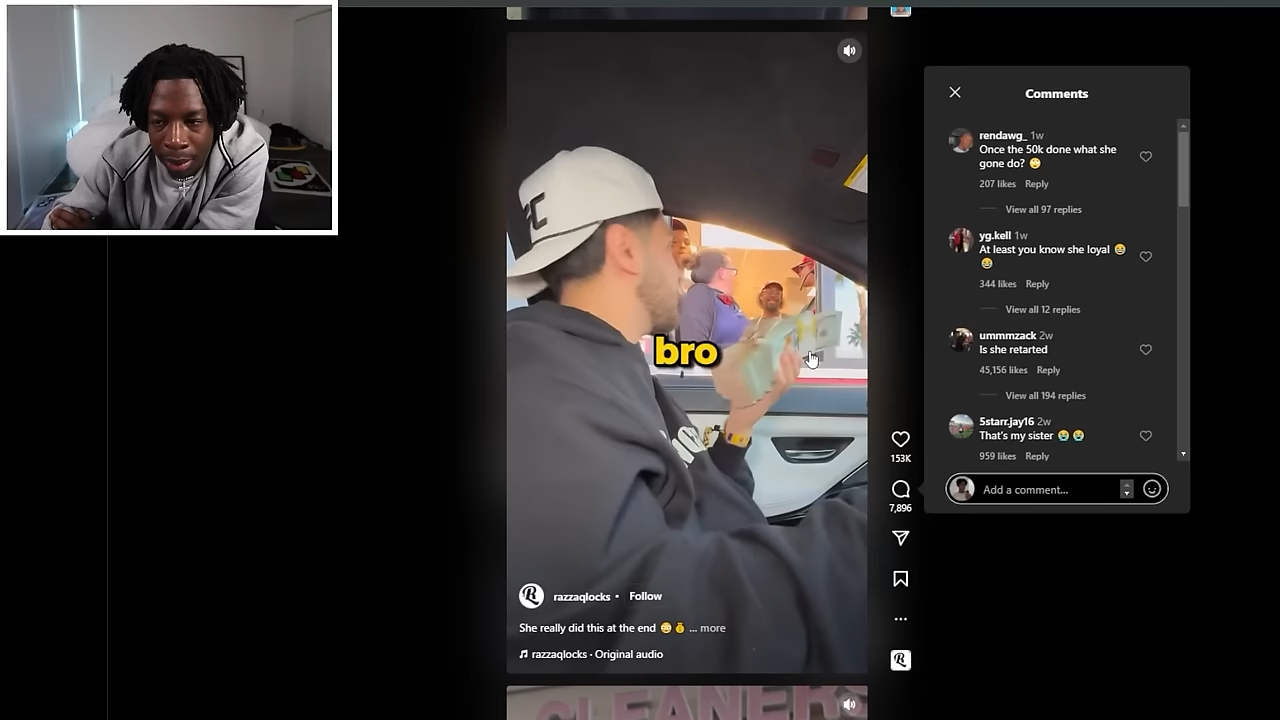 bro
razzaqlocks • Follow
She really did this at the end 😳💰 ... more
razzaqlocks · Original audio
153K
7,896
Comments
rendawg_ 1w
Once the 50k done what she
gone do? 🙄
207 likes Reply
View all 97 replies
yg.kell 1w
At least you know she loyal 😂
😂
344 likes Reply
View all 12 replies
ummmzack 2w
Is she retarted
45,156 likes Reply
View all 194 replies
5starr.jay16 2w
That's my sister 😭😭
959 likes Reply
Add a comment...
CLEANERS